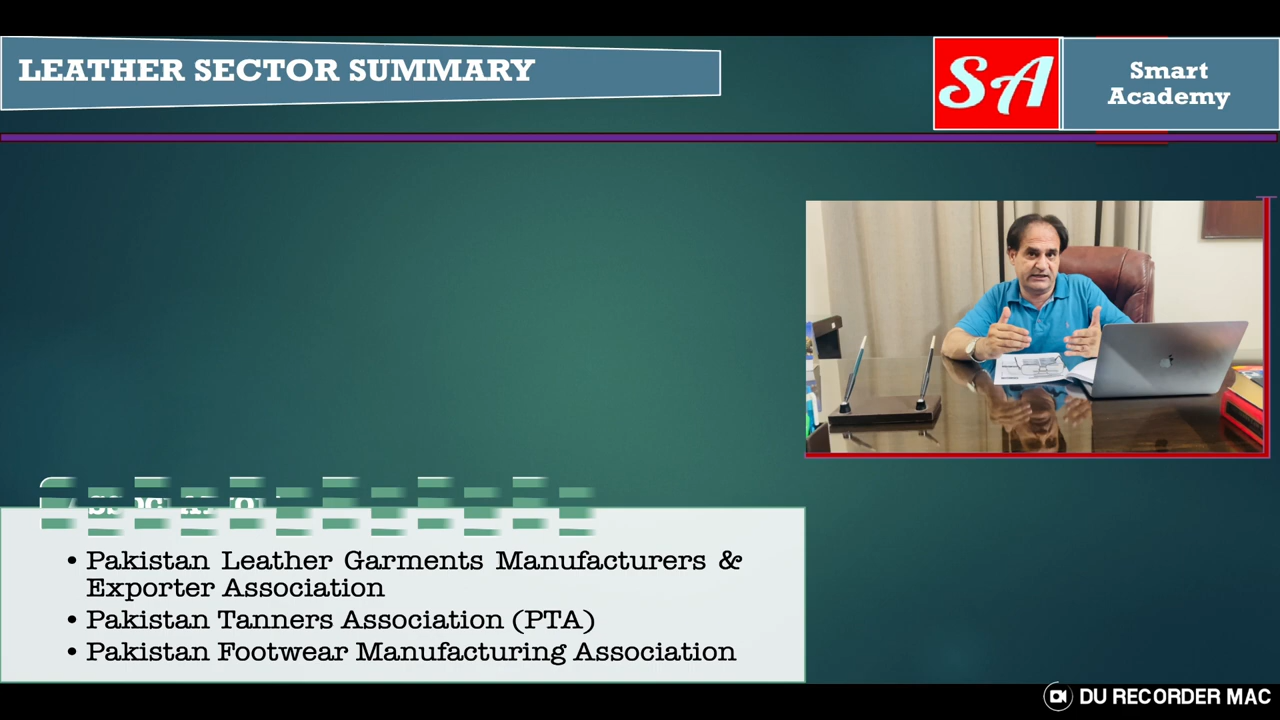 LEATHER SECTOR SUMMARY
SA
Smart
Academy
• Pakistan Leather Garments Manufacturers &
Exporter Association
• Pakistan Tanners Association (PTA)
• Pakistan Footwear Manufacturing Association
DU RECORDER MAC